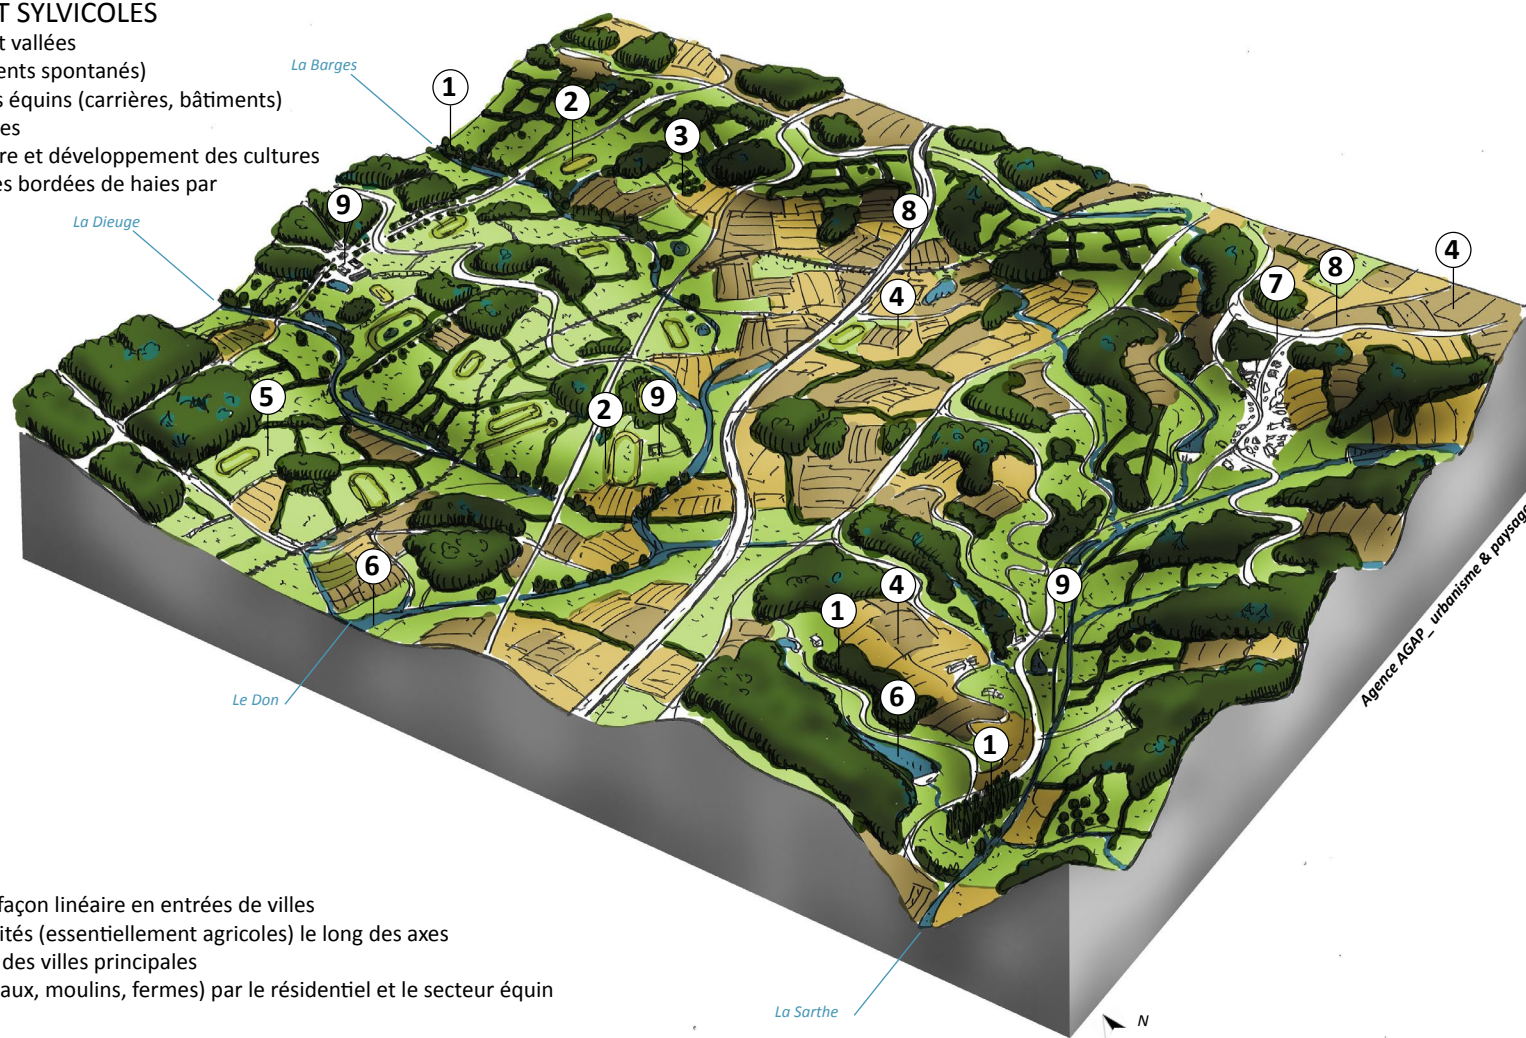 T SYLVICOLES
t vallées
ents spontanés)
s équins (carrières, bâtiments)
es
re et développement des cultures
es bordées de haies par
La Barges
La Dieuge
1
2
3
9
8
4
8
7
4
5
2
9
6
4
9
1
6
1
Le Don
La Sarthe
N
Agence AGAP_ urbanisme & paysage
façon linéaire en entrées de villes
ités (essentiellement agricoles) le long des axes
des villes principales
aux, moulins, fermes) par le résidentiel et le secteur équin